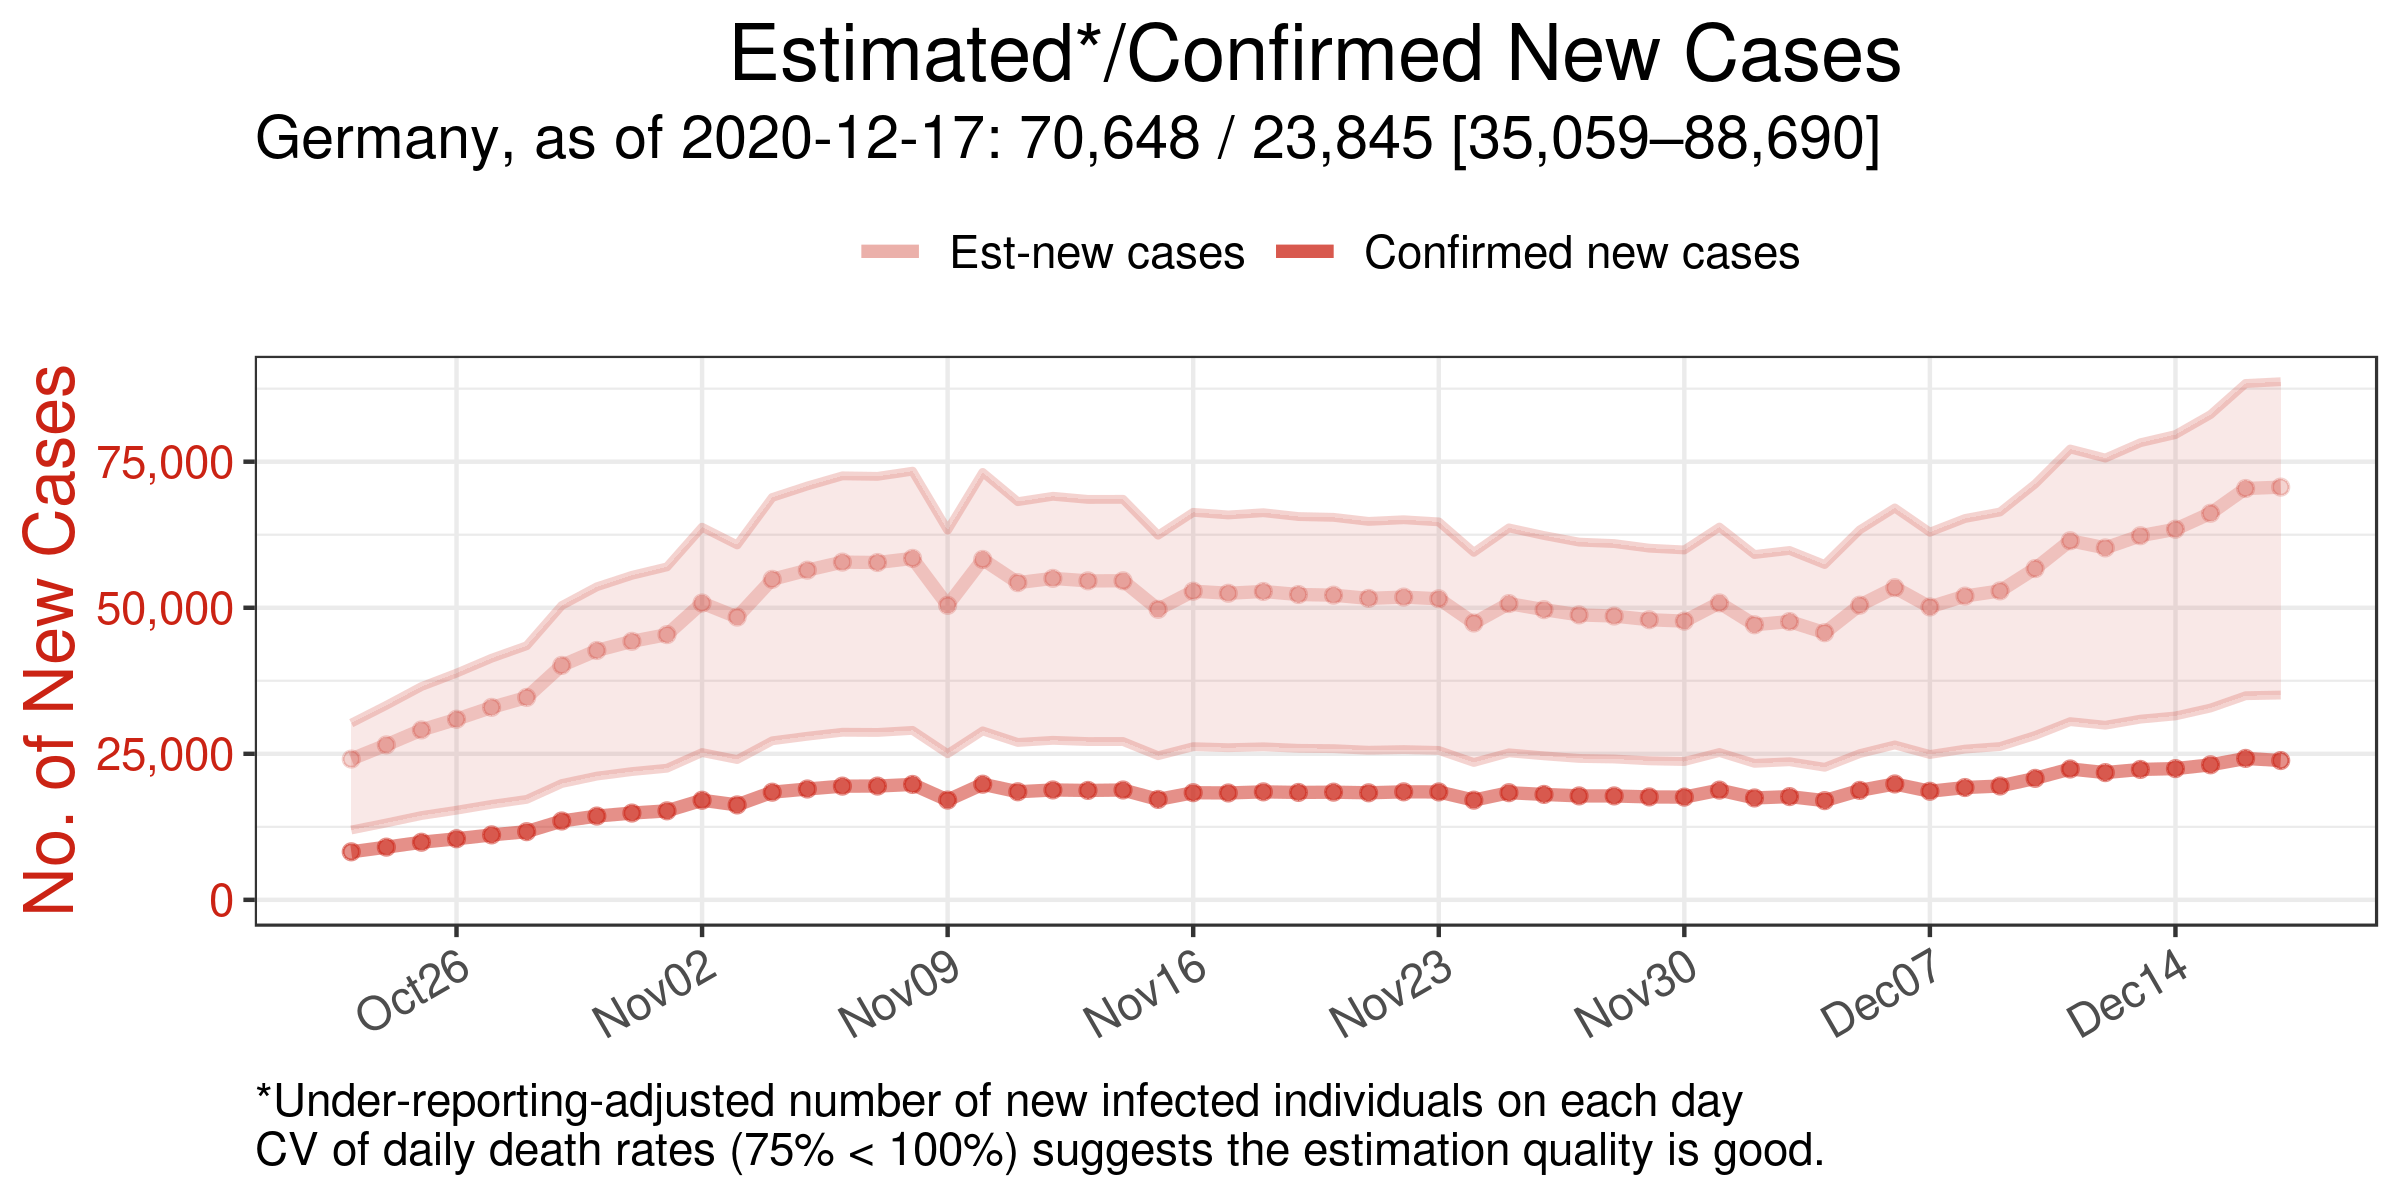 Estimated*/Confirmed New Cases
Germany, as of 2020-12-17: 70,648 / 23,845 [35,059–88,690]
Est-new cases Confirmed new cases
No. of New Cases
75,000
50,000
25,000
0
Oct26 Nov02 Nov09 Nov16 Nov23 Nov30 Dec07 Dec14
*Under-reporting-adjusted number of new infected individuals on each day
CV of daily death rates (75% < 100%) suggests the estimation quality is good.